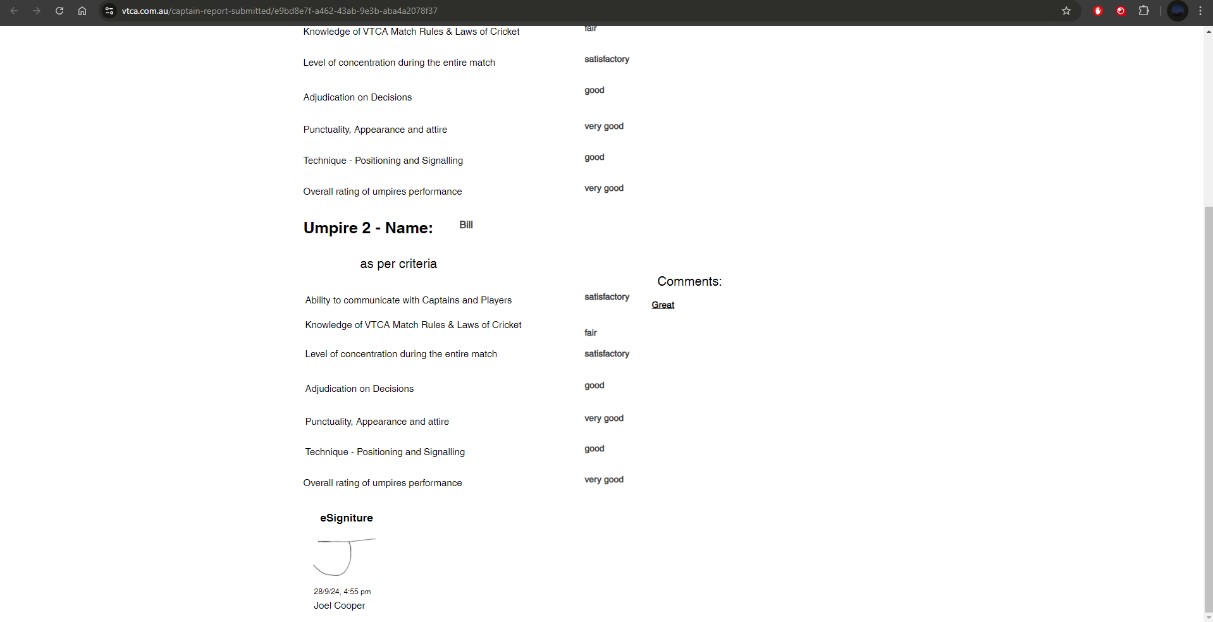 vtca.com.au/captain-report-submitted/e9bd8e7f-a462-43ab-9e3b-aba4a2078f37
Knowledge of VTCA Match Rules & Laws of Cricket fair
Level of concentration during the entire match satisfactory
Adjudication on Decisions good
Punctuality, Appearance and attire very good
Technique - Positioning and Signalling good
Overall rating of umpires performance very good
Umpire 2 - Name: Bill
as per criteria
Comments:
Ability to communicate with Captains and Players satisfactory
Great
Knowledge of VTCA Match Rules & Laws of Cricket fair
Level of concentration during the entire match satisfactory
Adjudication on Decisions good
Punctuality, Appearance and attire very good
Technique - Positioning and Signalling good
Overall rating of umpires performance very good
eSigniture
J
28/9/24, 4:55 pm
Joel Cooper